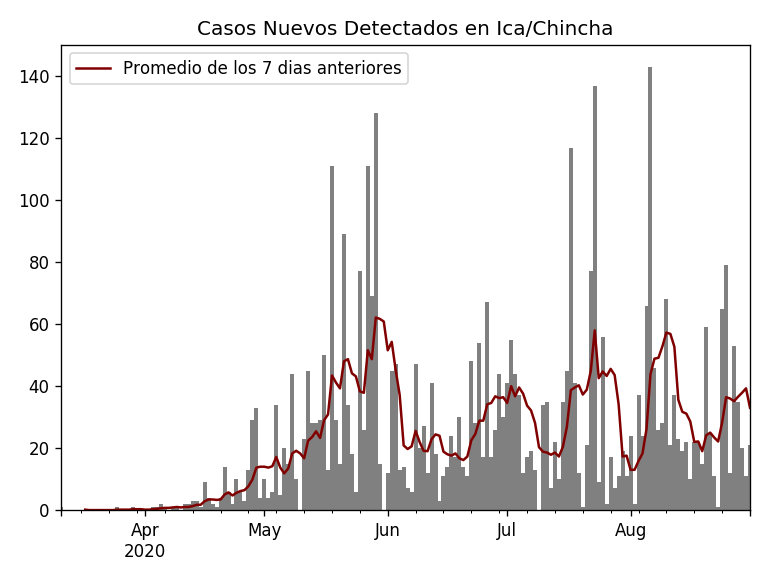 Casos Nuevos Detectados en Ica/Chincha
Promedio de los 7 dias anteriores
140
120
100
80
60
40
20
0
Apr
2020
May
Jun
Jul
Aug